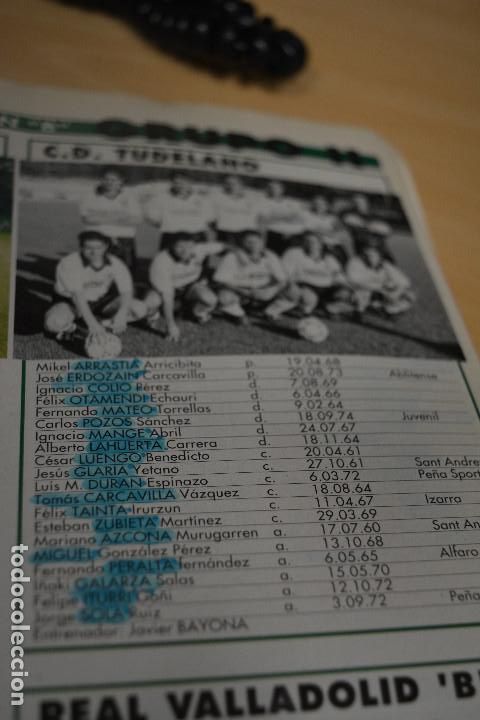 N "B" GRUPO II
C.D. TUDELANO
Mikel ARRASTIA Arricibita p. 19.04.68
José ERDOZAIN Carcavilla p. 20.08.73
Ignacio COLIO Pérez d. 7.08.69
Félix OTAMENDI Echauri d. 6.04.66
Fernando MATEO Torrellas d. 9.02.64
Carlos POZOS Sánchez d. 18.09.74 Juvenil
Ignacio MANGE Abril d. 24.07.67
Alberto LAHUERTA Carrera d. 18.11.64
César LUENGO Benedicto c. 20.04.61
Jesús GLARIA Yetano c. 27.10.61 Sant Andre
Luis M. DURAN Espinazo c. 6.03.72 Peña Sport
Tomás CARCAVILLA Vázquez c. 18.08.64
Félix TAINTA Irurzun c. 11.04.67 Izarra
Esteban ZUBIETA Martínez c. 29.03.69
Mariano AZCONA Murugarren a. 17.07.60 Sant An
MIGUEL González Pérez a. 13.10.68
Fernando PERALTA Hernández a. 6.05.65 Alfaro
Iñaki GALARZA Salas a. 15.05.70
Felipe ITURRI Goñi a. 12.10.72
Jorge SOLA Ruiz a. 3.09.72 Peña
Entrenador: Javier BAYONA
REAL VALLADOLID 'B
todocoleccion